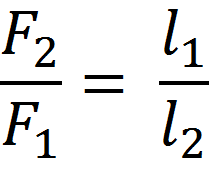 F₂/F₁ = l₁/l₂